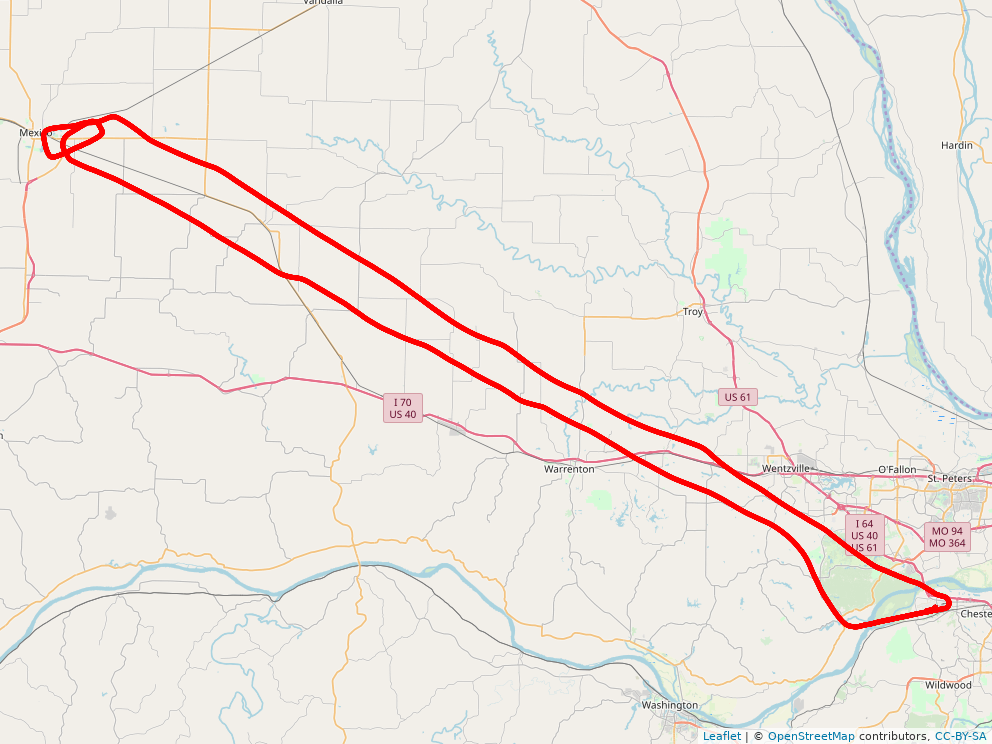 Vandalia
Mexico
Hardin
Troy
US 61
I 70
US 40
Warrenton
Wentzville
O'Fallon
St. Peters
I 64
US 40
US 61
MO 94
MO 364
Cheste
Wildwood
Washington
Leaflet | © OpenStreetMap contributors, CC-BY-SA